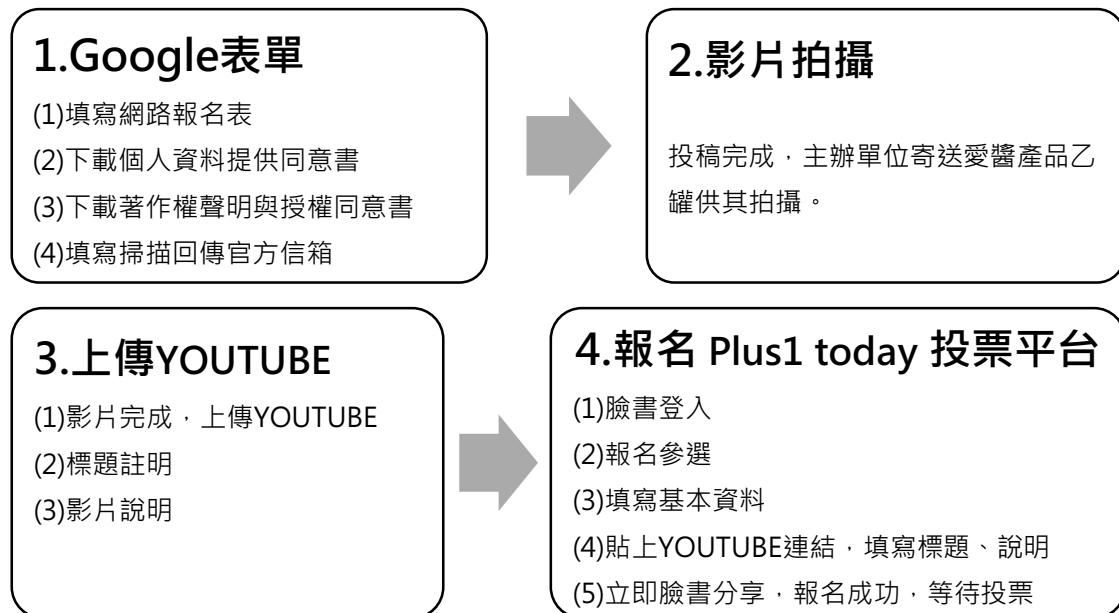 1.Google表單
(1)填寫網路報名表
(2)下載個人資料提供同意書
(3)下載著作權聲明與授權同意書
(4)填寫掃描回傳官方信箱
2.影片拍攝
投稿完成，主辦單位寄送愛醬產品乙
罐供其拍攝。
3.上傳YOUTUBE
(1)影片完成，上傳YOUTUBE
(2)標題註明
(3)影片說明
4.報名 Plus1 today 投票平台
(1)臉書登入
(2)報名參選
(3)填寫基本資料
(4)貼上YOUTUBE連結，填寫標題、說明
(5)立即臉書分享，報名成功，等待投票